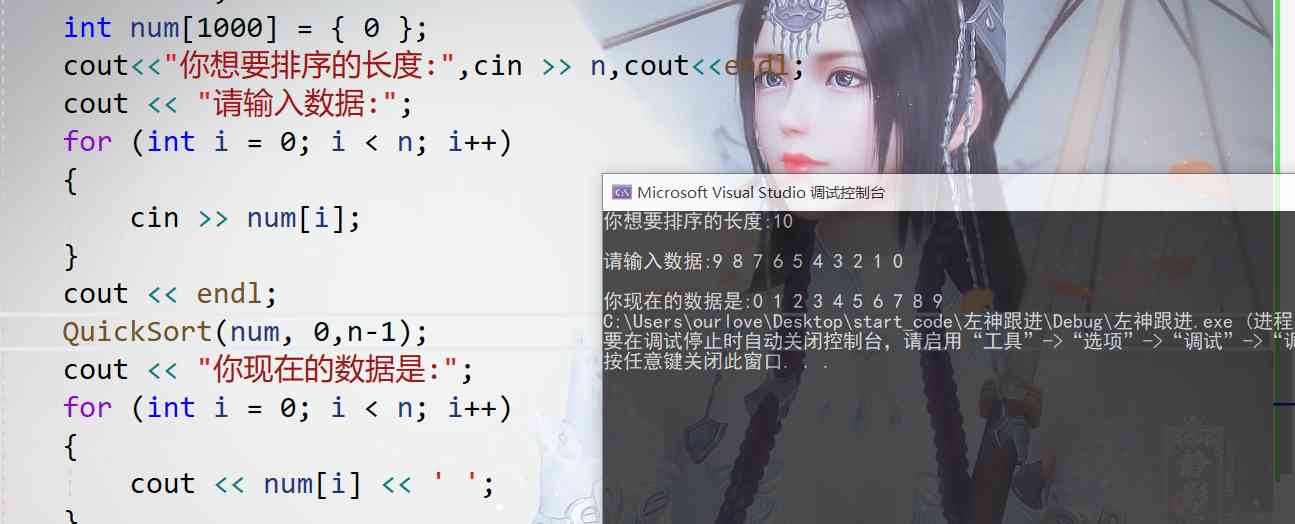 int num[1000] = { 0 };
cout<<"你想要排序的长度:",cin >> n,cout<<endl;
cout << "请输入数据:";
for (int i = 0; i < n; i++)
{
cin >> num[i];
}
cout << endl;
QuickSort(num, 0,n-1);
cout << "你现在的数据是:";
for (int i = 0; i < n; i++)
{
cout << num[i] << ' ';
}
Microsoft Visual Studio 调试控制台
你想要排序的长度:10
请输入数据:9 8 7 6 5 4 3 2 1 0
你现在的数据是:0 1 2 3 4 5 6 7 8 9
C:\Users\ourlove\Desktop\start_code\左神跟进\Debug\左神跟进.exe (进程
要在调试停止时自动关闭控制台，请启用“工具”->“选项”->“调试”->“调
按任意键关闭此窗口. . .